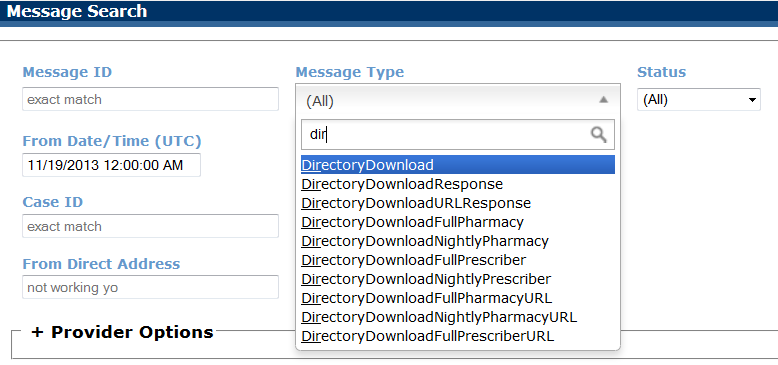 Message Search
Message ID
exact match
Message Type
(All)
Status
(All)
dir
From Date/Time (UTC)
11/19/2013 12:00:00 AM
Case ID
exact match
From Direct Address
not working yo
DirectoryDownload
DirectoryDownloadResponse
DirectoryDownloadURLResponse
DirectoryDownloadFullPharmacy
DirectoryDownloadNightlyPharmacy
DirectoryDownloadFullPrescriber
DirectoryDownloadNightlyPrescriber
DirectoryDownloadFullPharmacyURL
DirectoryDownloadNightlyPharmacyURL
DirectoryDownloadFullPrescriberURL
+ Provider Options